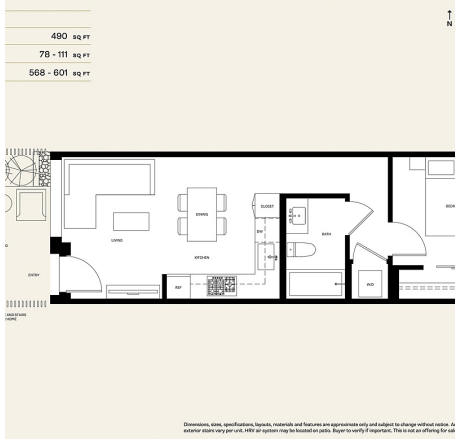 N
490 SQ FT
78 - 111 SQ FT
568 - 601 SQ FT
CLOSET
DINING
DW
BATH
LIVING
KITCHEN
ENTRY
REF
W/D
AND STAIRS
Dimensions, sizes, specifications, layouts, materials and features are approximate only and subject to change without notice.
exterior stairs vary per unit. HRV air system may be located on patio. Buyer to verify if important. This is not an offering for